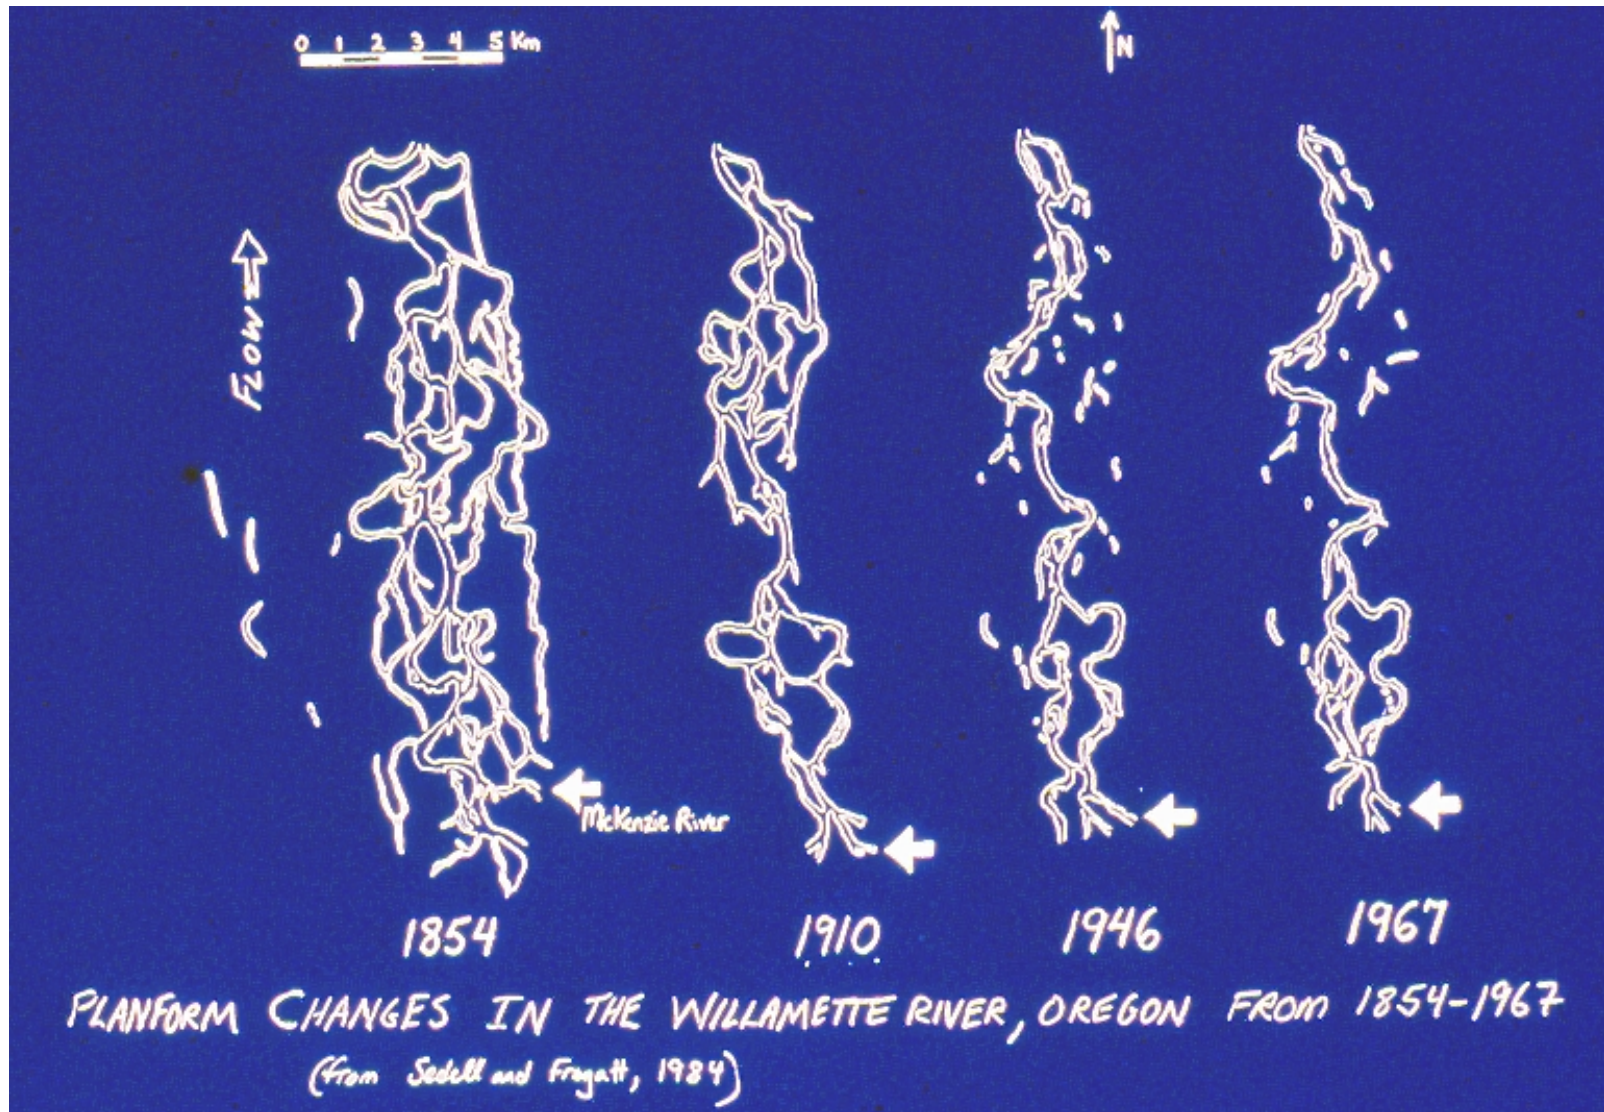 0 1 2 3 4 5 Km
N
FLOW
McKenzie River
1854
1910
1946
1967
PLANFORM CHANGES IN THE WILLAMETTE RIVER, OREGON FROM 1854-1967
(from Sedell and Frogatt, 1984)